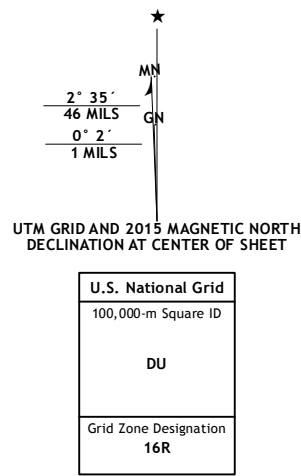 ★
MN
2° 35´
46 MILS
GN
0° 2´
1 MILS
UTM GRID AND 2015 MAGNETIC NORTH
DECLINATION AT CENTER OF SHEET
U.S. National Grid
100,000-m Square ID
DU
Grid Zone Designation
16R